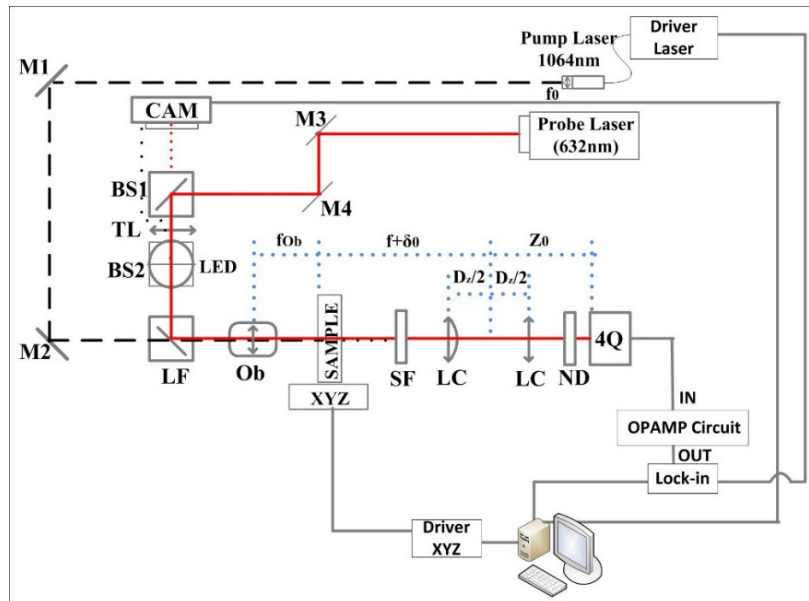 Driver
Laser
Pump Laser
1064nm
f0
M1
CAM
M3
Probe Laser
(632nm)
BS1
M4
TL
fOb
f+δ0
Z0
BS2
LED
Dz/2
Dz/2
M2
LF
Ob
SAMPLE
SF
LC
LC
ND
4Q
XYZ
IN
OPAMP Circuit
OUT
Lock-in
Driver
XYZ